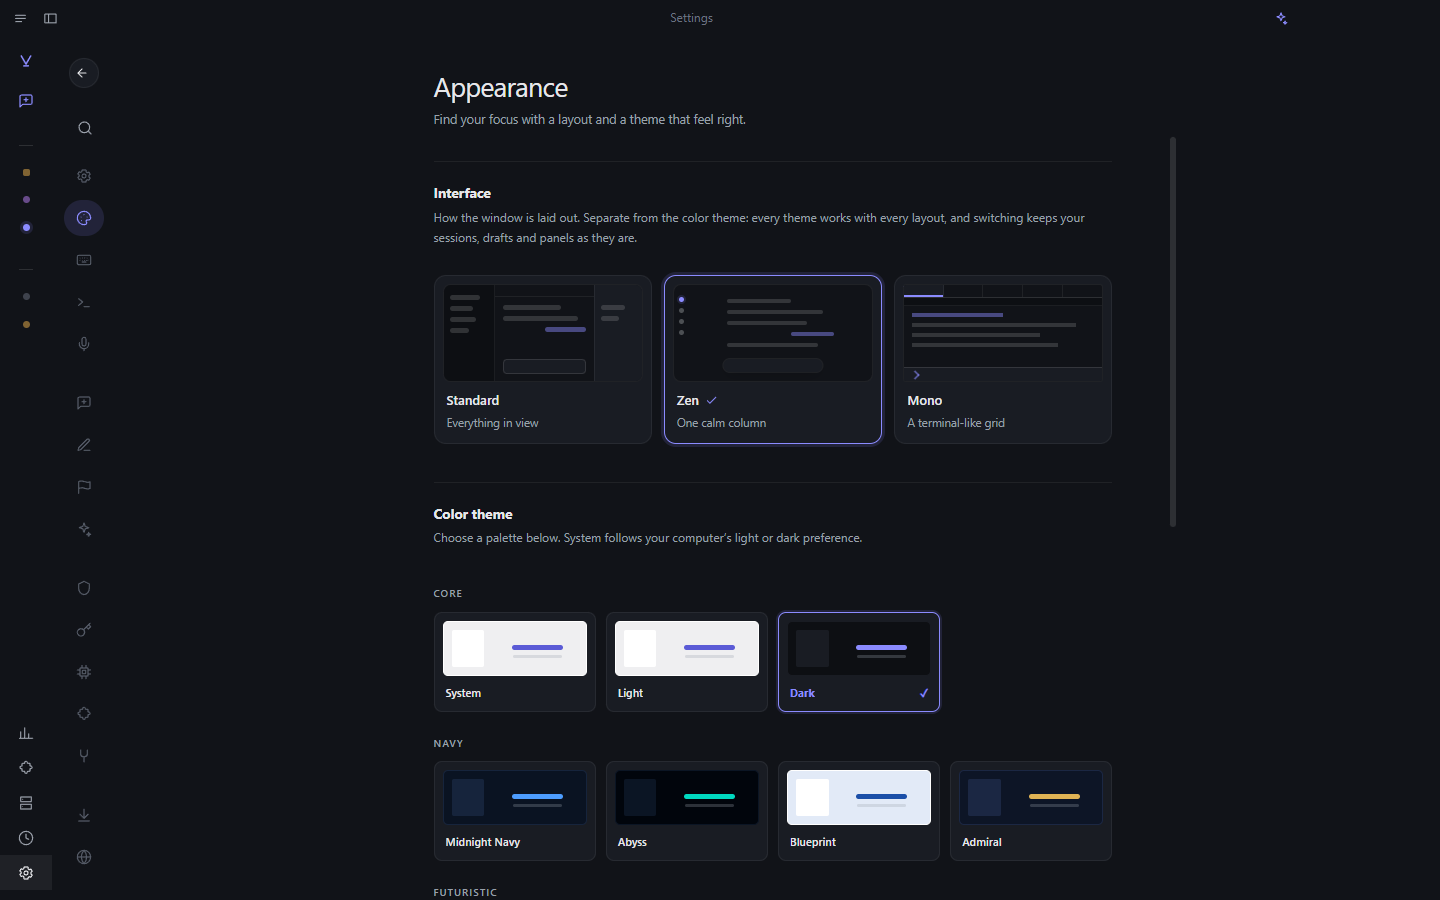 Settings
Appearance
Find your focus with a layout and a theme that feel right.
Interface
How the window is laid out. Separate from the color theme: every theme works with every layout, and switching keeps your
sessions, drafts and panels as they are.
Standard
Everything in view
Zen
One calm column
Mono
A terminal-like grid
Color theme
Choose a palette below. System follows your computer's light or dark preference.
CORE
System
Light
Dark
NAVY
Midnight Navy
Abyss
Blueprint
Admiral
FUTURISTIC